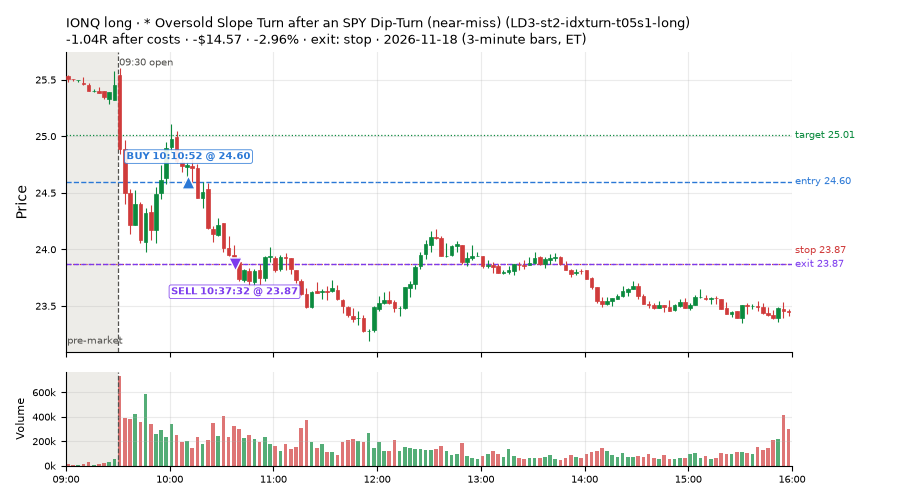 IONQ long · * Oversold Slope Turn after an SPY Dip-Turn (near-miss) (LD3-st2-idxturn-t05s1-long)
-1.04R after costs · -$14.57 · -2.96% · exit: stop · 2026-11-18 (3-minute bars, ET)
09:30 open
25.5
25.0
24.5
24.0
23.5
Price
target 25.01
BUY 10:10:52 @ 24.60
entry 24.60
stop 23.87
exit 23.87
SELL 10:37:32 @ 23.87
pre-market
Volume
600k
400k
200k
0k
09:00
10:00
11:00
12:00
13:00
14:00
15:00
16:00